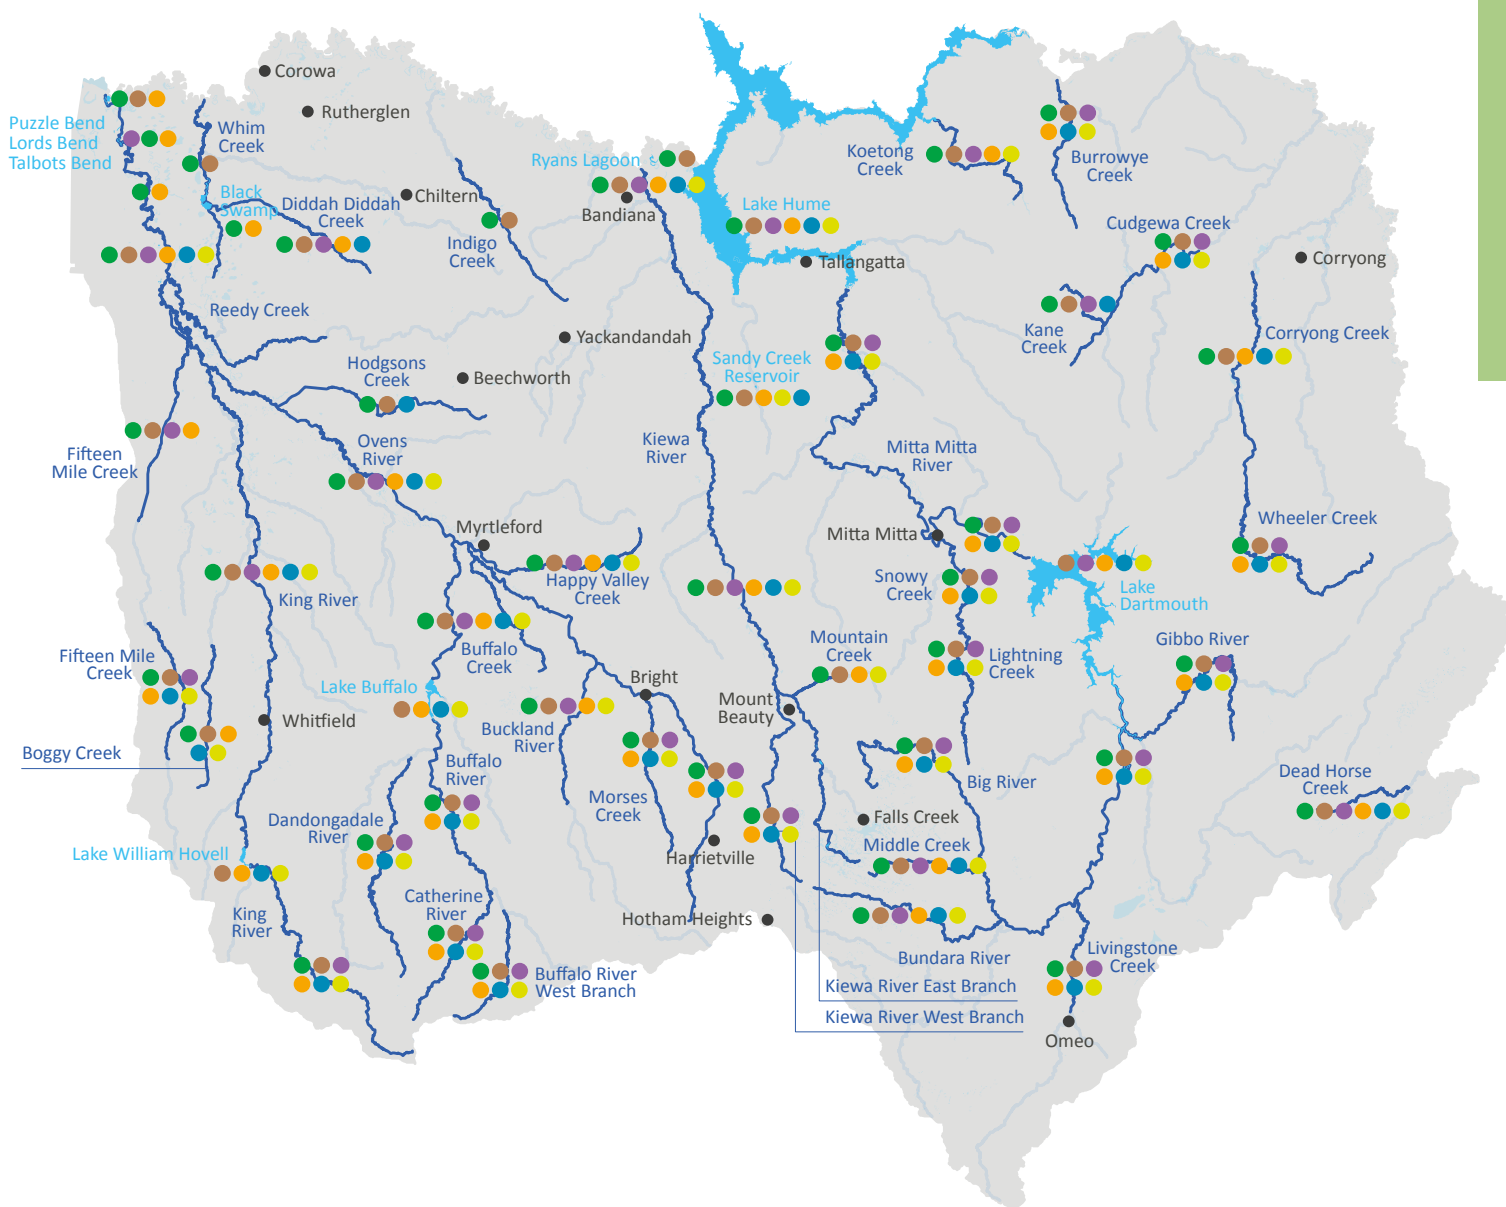 Corowa
Rutherglen
Puzzle Bend
Lords Bend
Talbots Bend
Whim
Creek
Black
Swamp
Diddah Diddah
Creek
Chiltern
Indigo
Creek
Ryans Lagoon
Bandiana
Lake Hume
Tallangatta
Koetong
Creek
Burrowye
Creek
Cudgewa Creek
Corryong
Kane
Creek
Corryong Creek
Reedy Creek
Yackandandah
Hodgsons
Creek
Beechworth
Sandy Creek
Reservoir
Fifteen
Mile Creek
Ovens
River
Kiewa
River
Mitta Mitta
River
Myrtleford
Mitta Mitta
Wheeler Creek
Happy Valley
Creek
King River
Snowy
Creek
Lake
Dartmouth
Fifteen Mile
Creek
Buffalo
Creek
Mountain
Creek
Lightning
Creek
Gibbo River
Lake Buffalo
Bright
Mount
Beauty
Whitfield
Buckland
River
Boggy Creek
Buffalo
River
Morses
Creek
Big River
Dead Horse
Creek
Dandongadale
River
Falls Creek
Lake William Hovell
Harrietville
Middle Creek
King
River
Catherine
River
Hotham Heights
Bundara River
Livingstone
Creek
Buffalo River
West Branch
Kiewa River East Branch
Kiewa River West Branch
Omeo